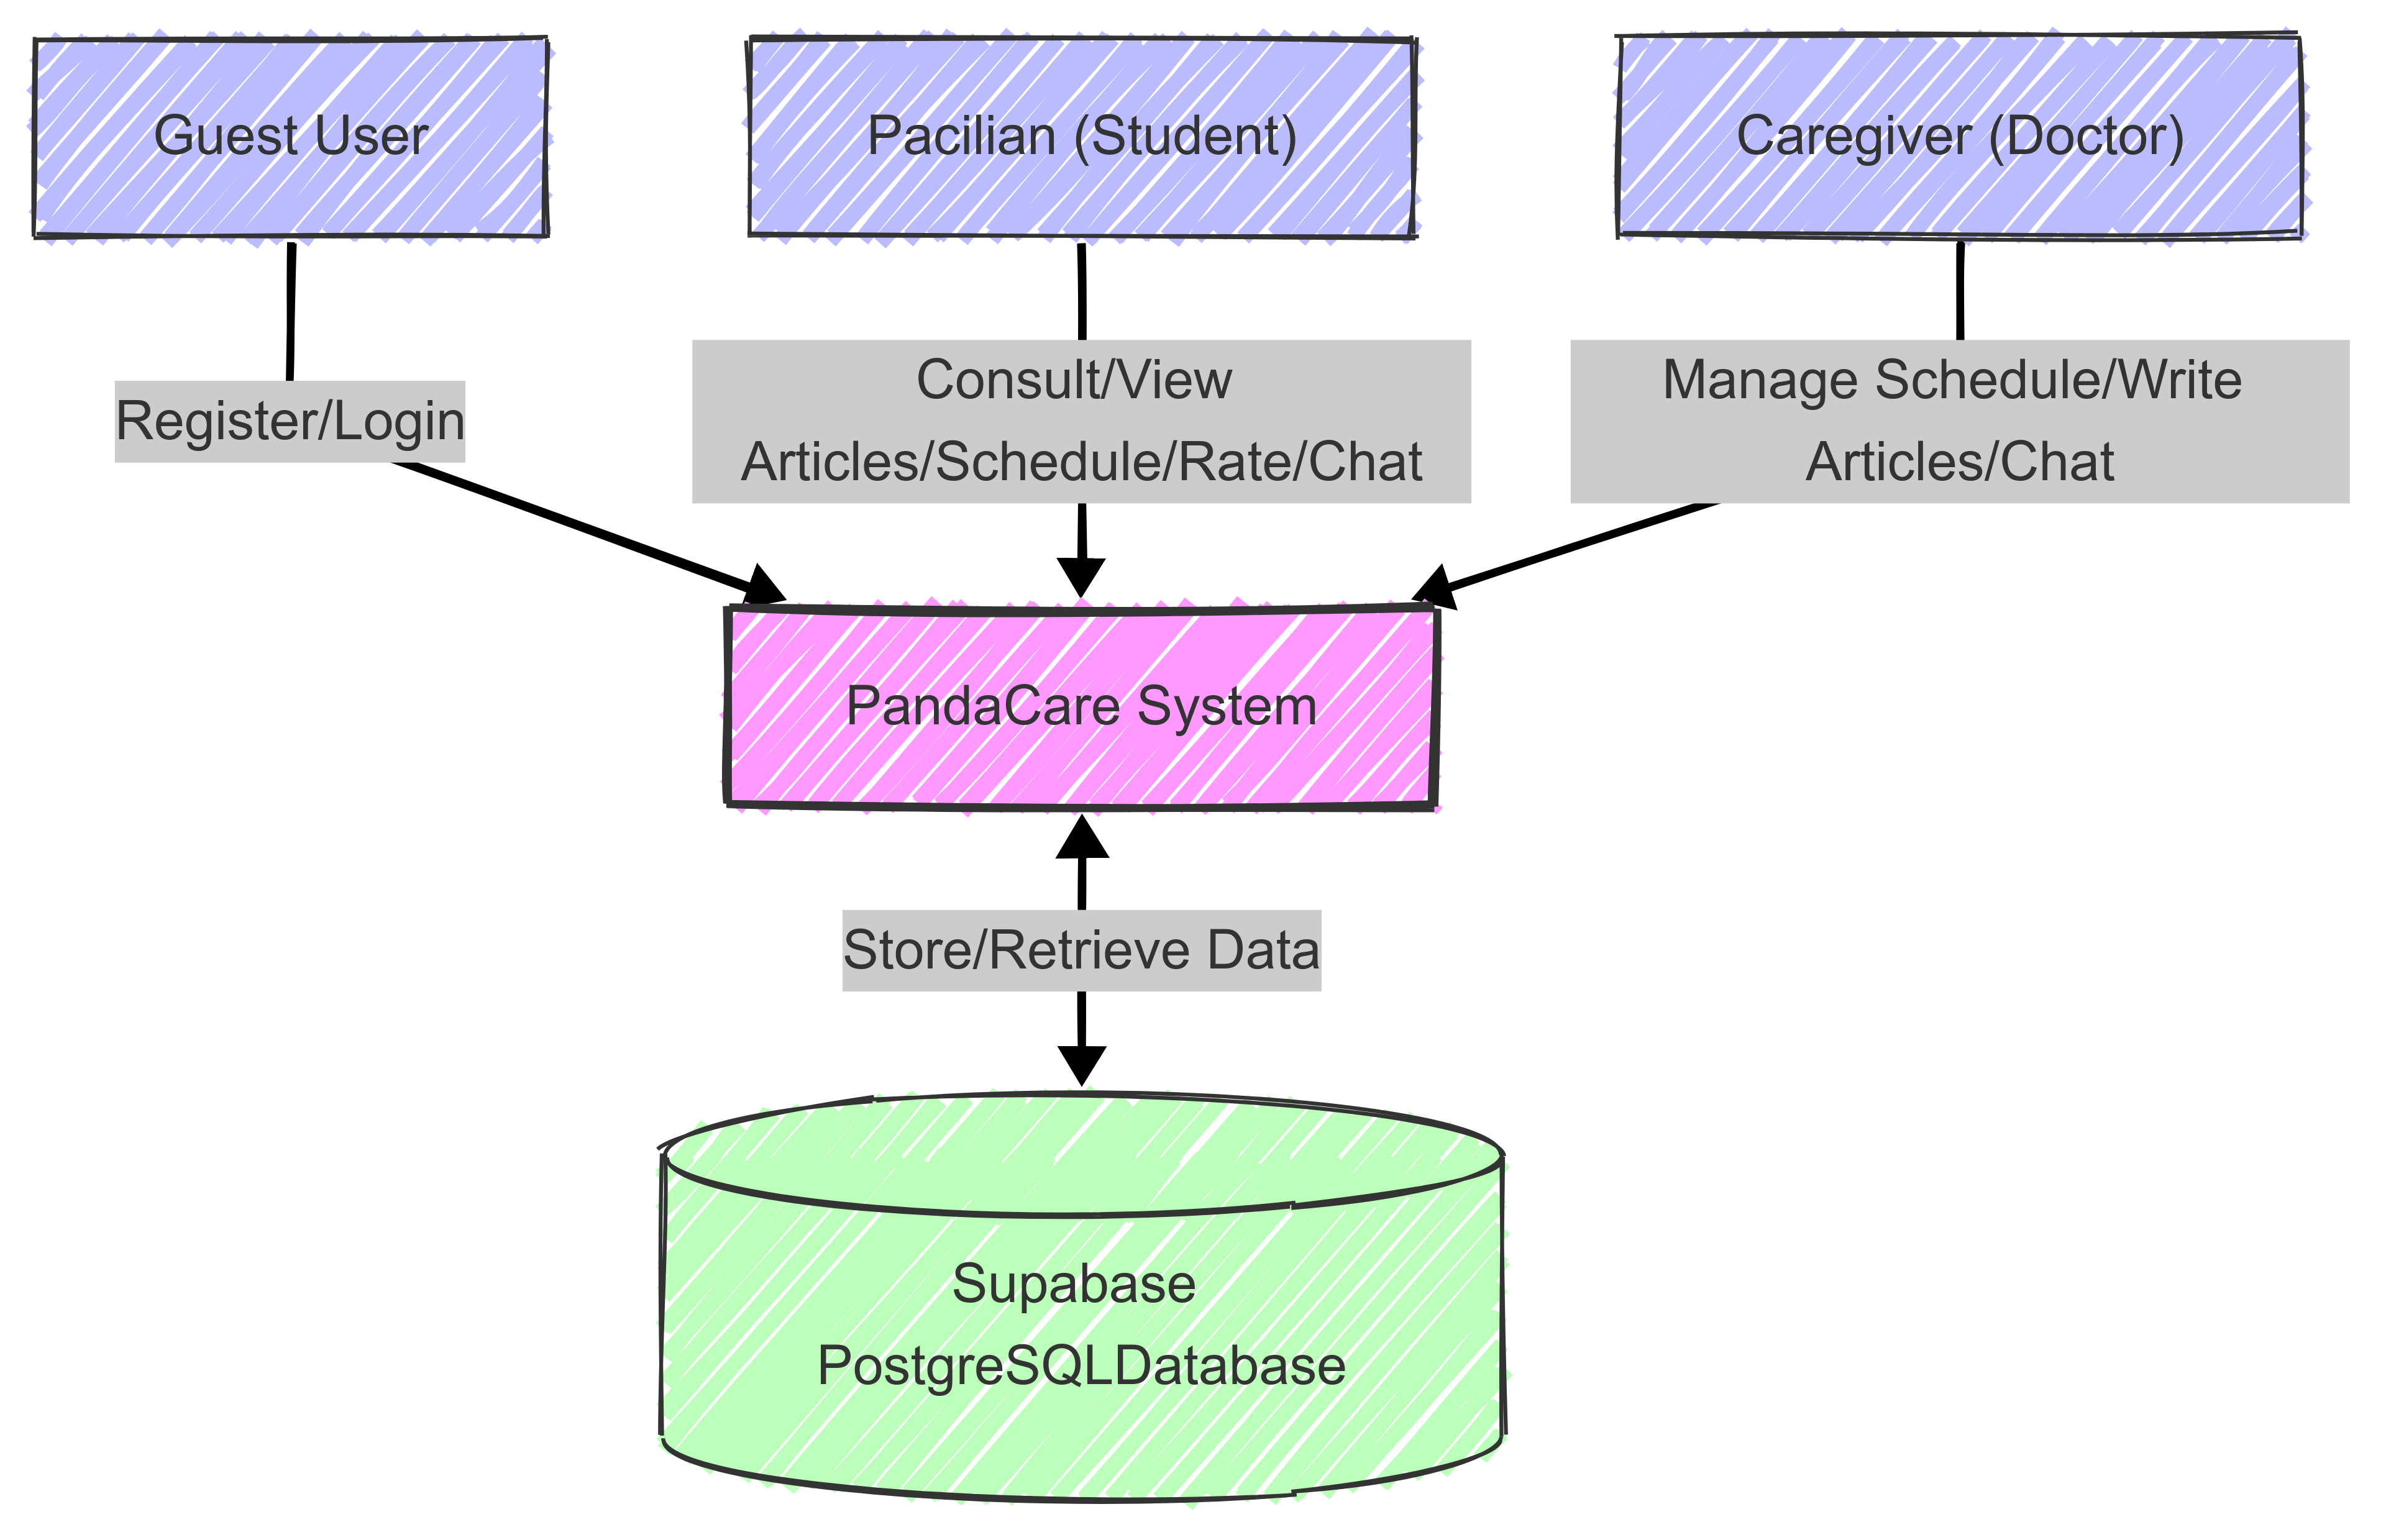 Guest User
Pacilian (Student)
Caregiver (Doctor)
Register/Login
Consult/View
Articles/Schedule/Rate/Chat
Manage Schedule/Write
Articles/Chat
PandaCare System
Store/Retrieve Data
Supabase
PostgreSQLDatabase